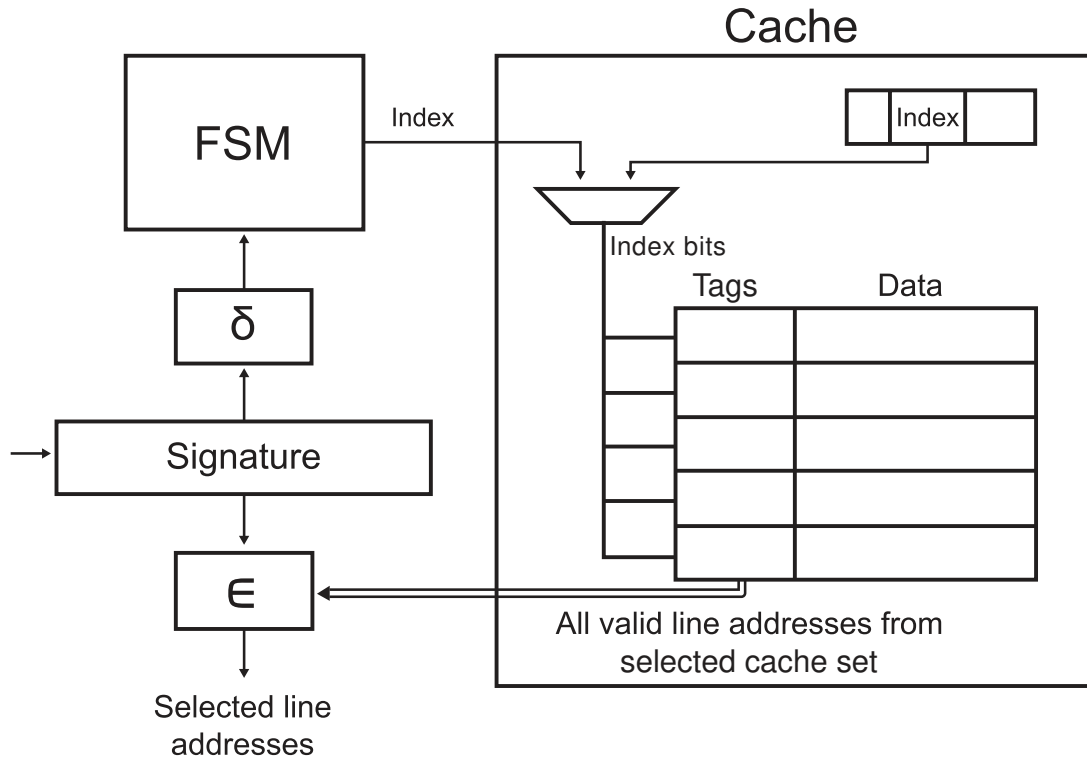 Cache
Index
Index
FSM
Index bits
Tags
Data
δ
Signature
∈
All valid line addresses from
selected cache set
Selected line
addresses